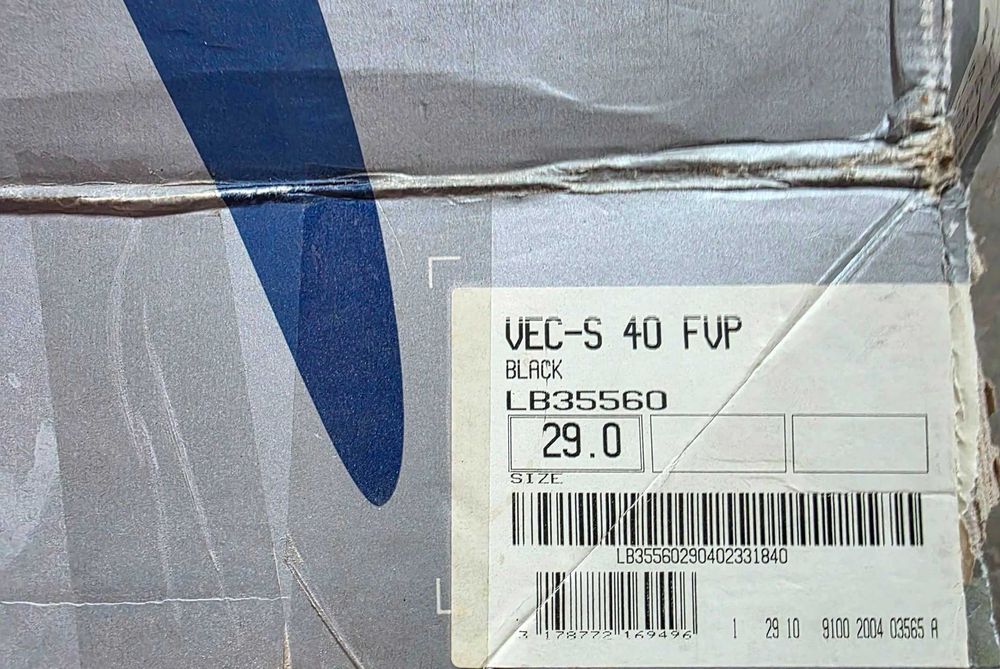 VEC-S 40 FVP
BLACK
LB35560
29.0
SIZE
LB35560290402331840
3 178772 169496
1 29 10 9100 2004 03565 A